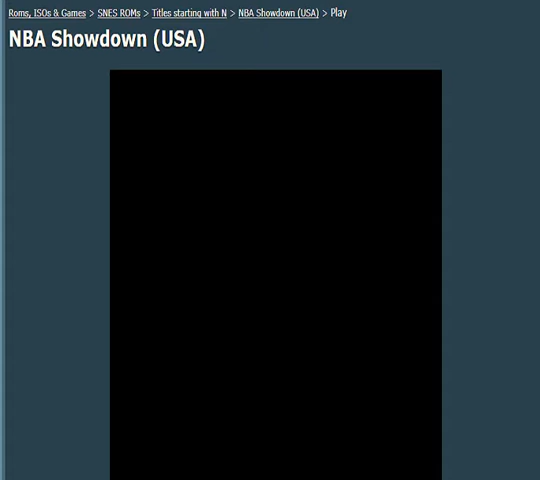 Roms, ISOs & Games > SNES ROMs > Titles starting with N > NBA Showdown (USA) > Play
NBA Showdown (USA)